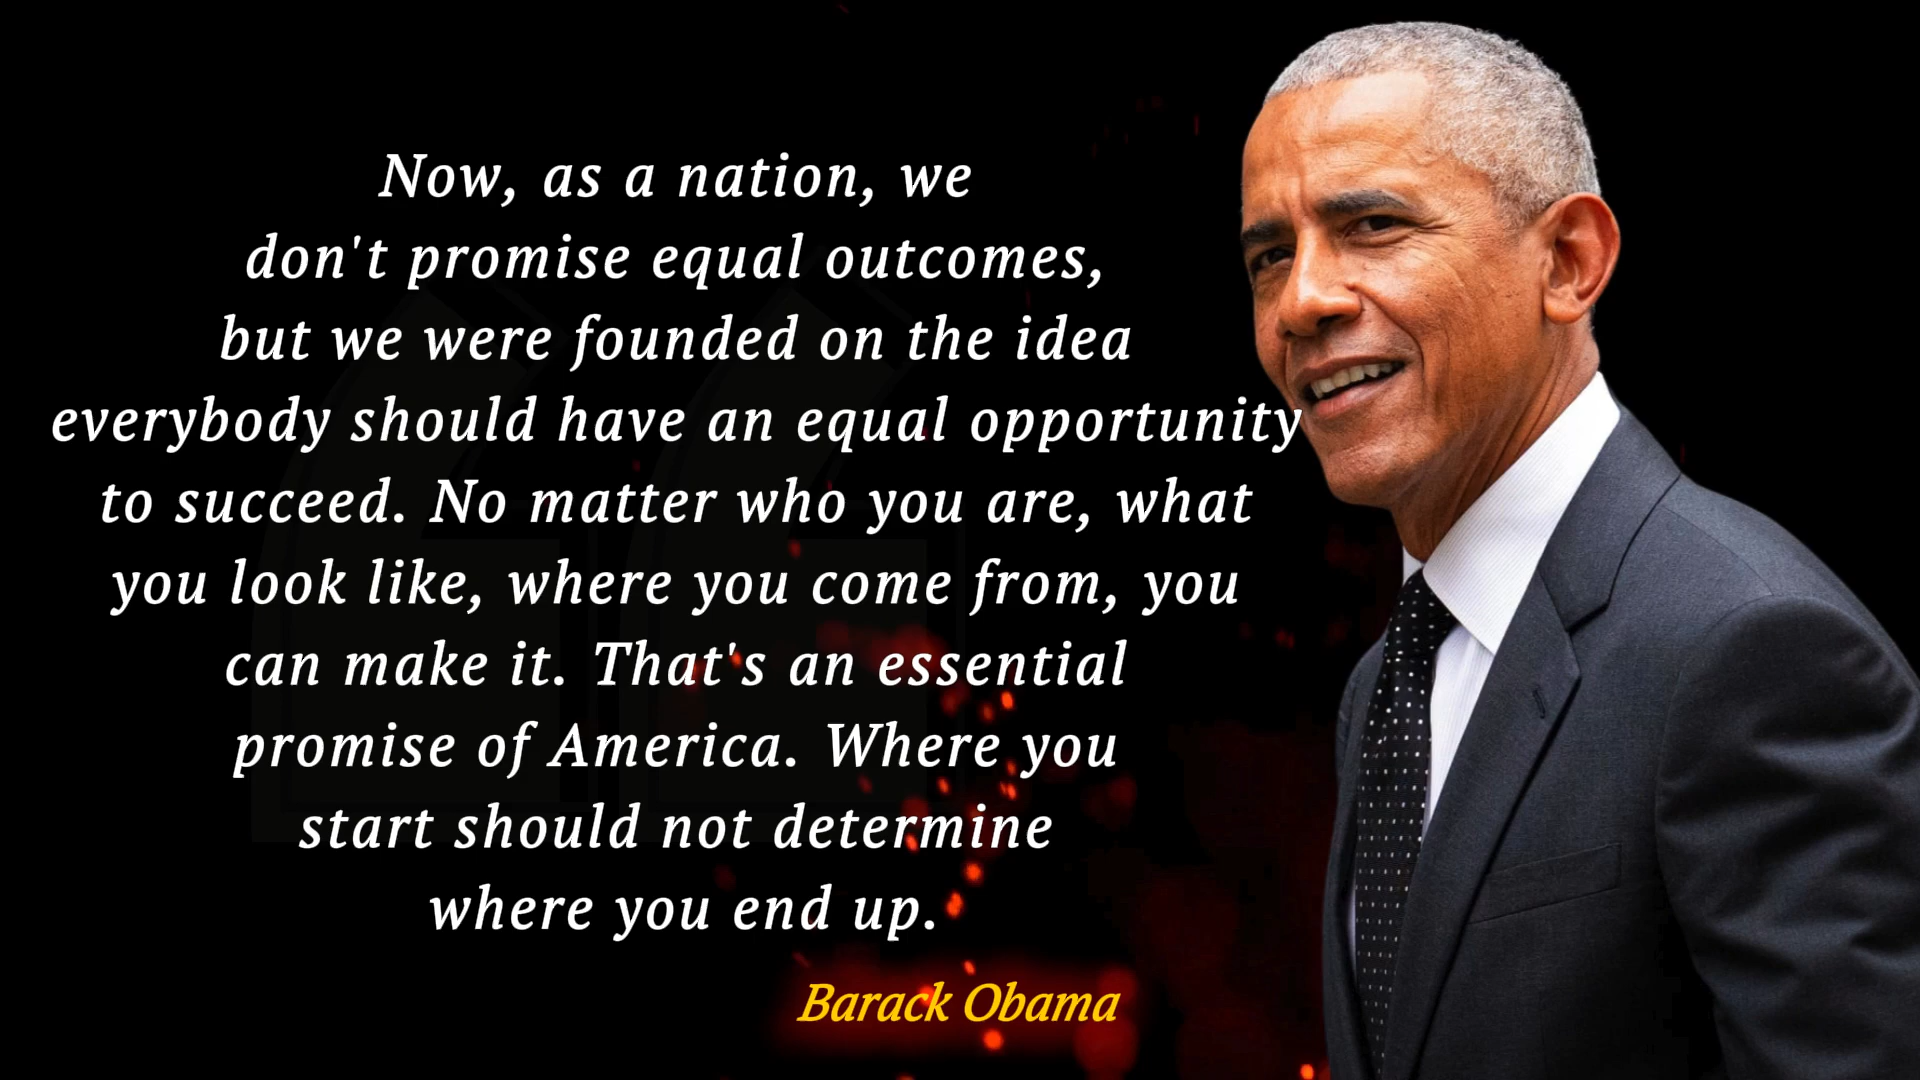 Now, as a nation, we
don't promise equal outcomes,
but we were founded on the idea
everybody should have an equal opportunity
to succeed. No matter who you are, what
you look like, where you come from, you
can make it. That's an essential
promise of America. Where you
start should not determine
where you end up.
Barack Obama